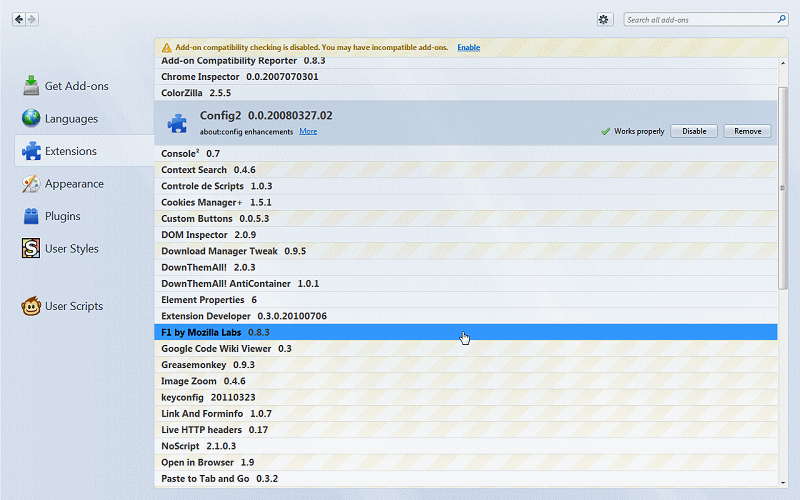 Search all add-ons
Add-on compatibility checking is disabled. You may have incompatible add-ons. Enable
Get Add-ons
Languages
Extensions
Appearance
Plugins
User Styles
User Scripts
Add-on Compatibility Reporter 0.8.3
Chrome Inspector 0.0.2007070301
ColorZilla 2.5.5
Config2 0.0.20080327.02
about:config enhancements More
Works properly Disable Remove
Console² 0.7
Context Search 0.4.6
Controle de Scripts 1.0.3
Cookies Manager+ 1.5.1
Custom Buttons 0.0.5.3
DOM Inspector 2.0.9
Download Manager Tweak 0.9.5
DownThemAll! 2.0.3
DownThemAll! AntiContainer 1.0.1
Element Properties 6
Extension Developer 0.3.0.20100706
F1 by Mozilla Labs 0.8.3
Google Code Wiki Viewer 0.3
Greasemonkey 0.9.3
Image Zoom 0.4.6
keyconfig 20110323
Link And Forminfo 1.0.7
Live HTTP headers 0.17
NoScript 2.1.0.3
Open in Browser 1.9
Paste to Tab and Go 0.3.2